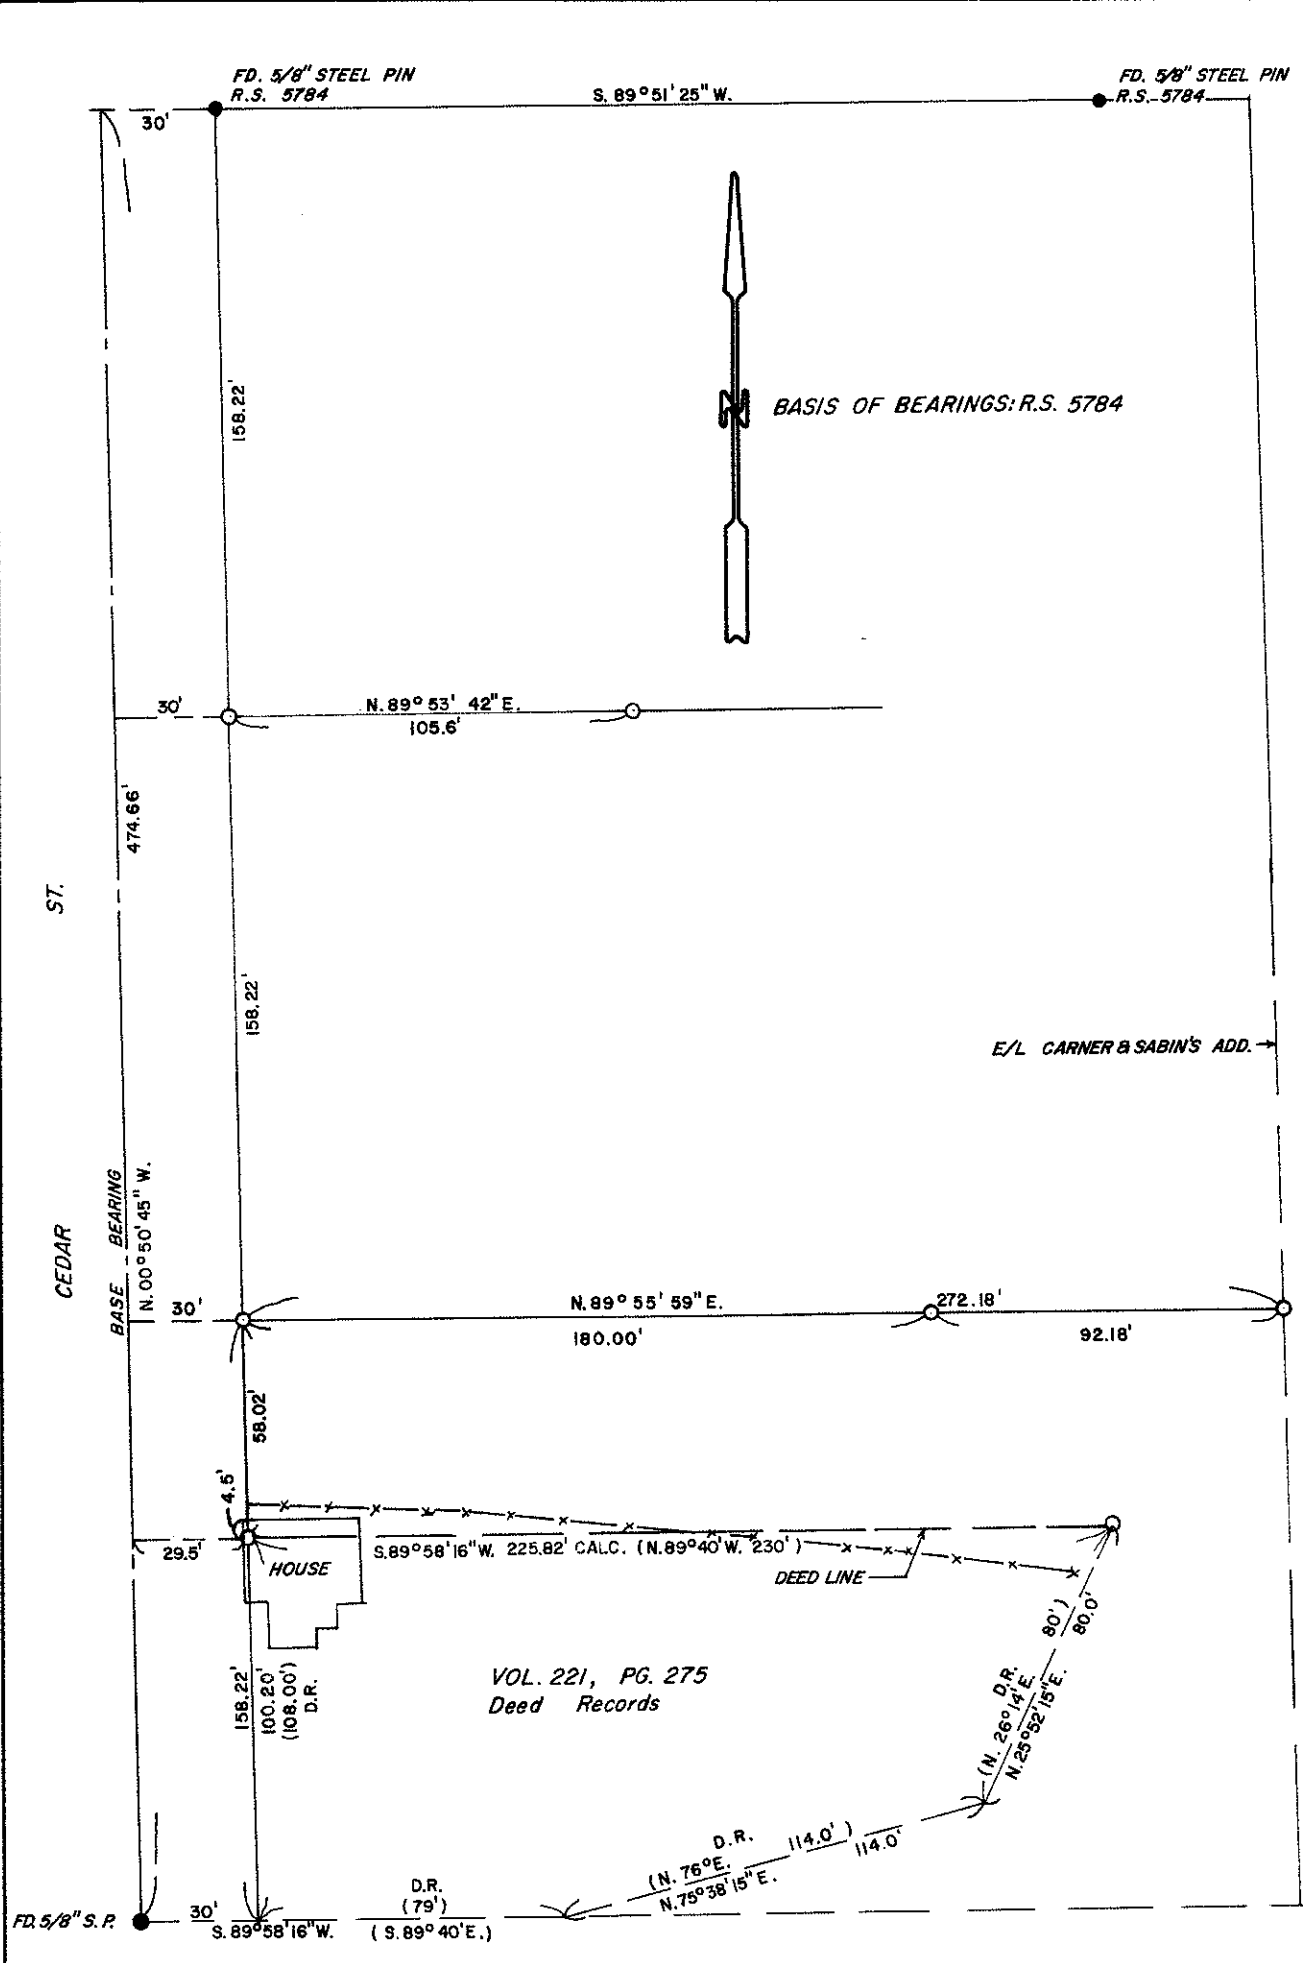 FD. 5/8" STEEL PIN
R.S. 5784
S. 89° 51' 25" W.
FD. 5/8" STEEL PIN
R.S. 5784
30'
158.22'
BASIS OF BEARINGS: R.S. 5784
30'
N. 89° 53' 42" E.
105.6'
474.66'
ST.
158.22'
E/L CARNER & SABIN'S ADD.
CEDAR
BASE BEARING
N. 00° 50' 45" W.
30'
N. 89° 55' 59" E.
272.18'
180.00'
92.18'
58.02'
4.5'
29.5'
S. 89° 58' 16" W. 225.82' CALC. (N. 89° 40' W. 230')
HOUSE
DEED LINE
158.22'
100.20'
(108.00')
D.R.
VOL. 221, PG. 275
Deed Records
D.R.
(N. 26° 14' E. 80')
N. 25° 52' 15" E. 80.0'
D.R.
(N. 76° E. 114.0')
N. 75° 38' 15" E. 114.0'
FD. 5/8" S. P.
30'
S. 89° 58' 16" W.
D.R.
(79')
(S. 89° 40' E.)